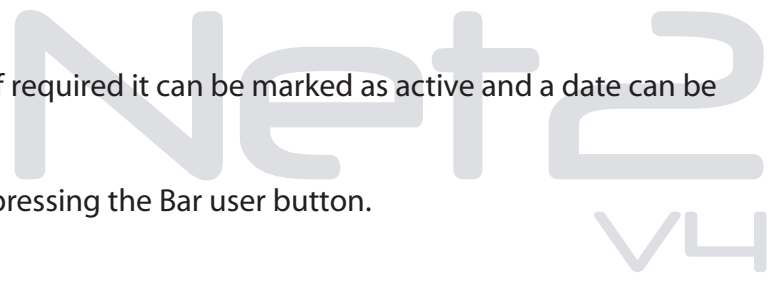 Net2
f required it can be marked as active and a date can be
pressing the Bar user button.
V4